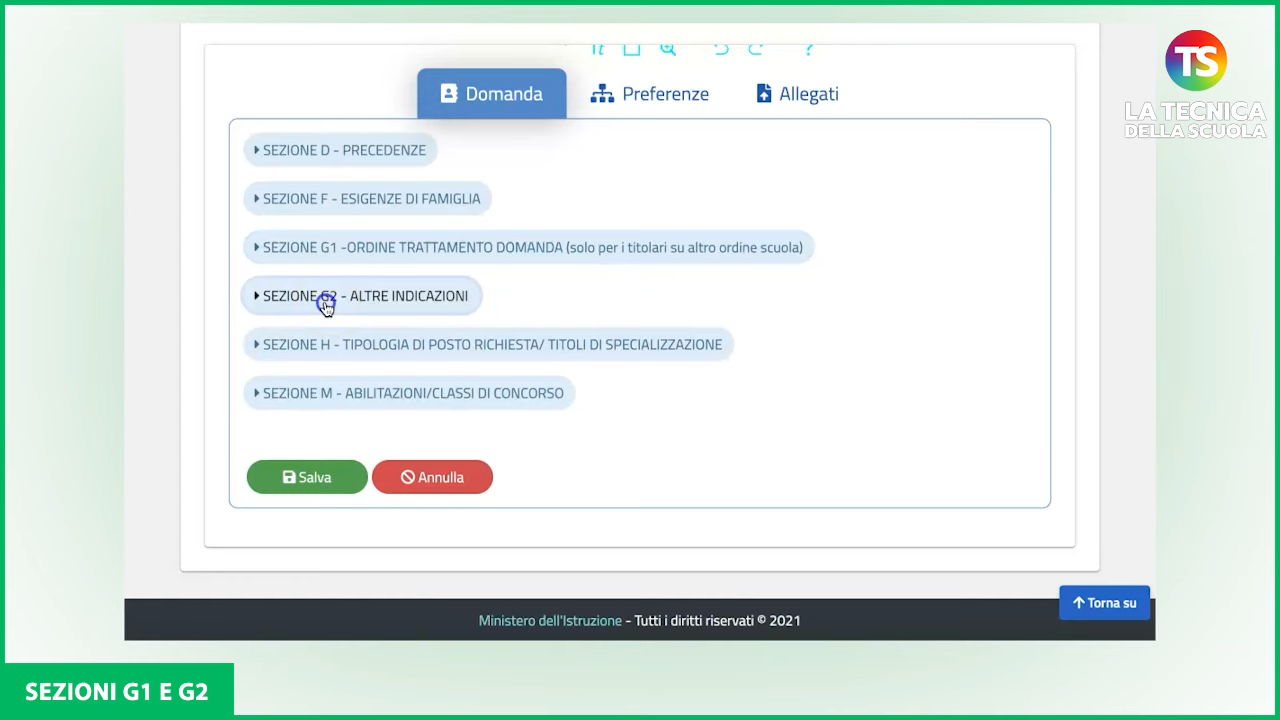 TS
LA TECNICA
DELLA SCUOLA
?
Domanda
Preferenze
Allegati
SEZIONE D - PRECEDENZE
SEZIONE F - ESIGENZE DI FAMIGLIA
SEZIONE G1 -ORDINE TRATTAMENTO DOMANDA (solo per i titolari su altro ordine scuola)
SEZIONE G2 - ALTRE INDICAZIONI
SEZIONE H - TIPOLOGIA DI POSTO RICHIESTA/ TITOLI DI SPECIALIZZAZIONE
SEZIONE M - ABILITAZIONI/CLASSI DI CONCORSO
Salva
Annulla
Torna su
Ministero dell'Istruzione - Tutti i diritti riservati © 2021
SEZIONI G1 E G2